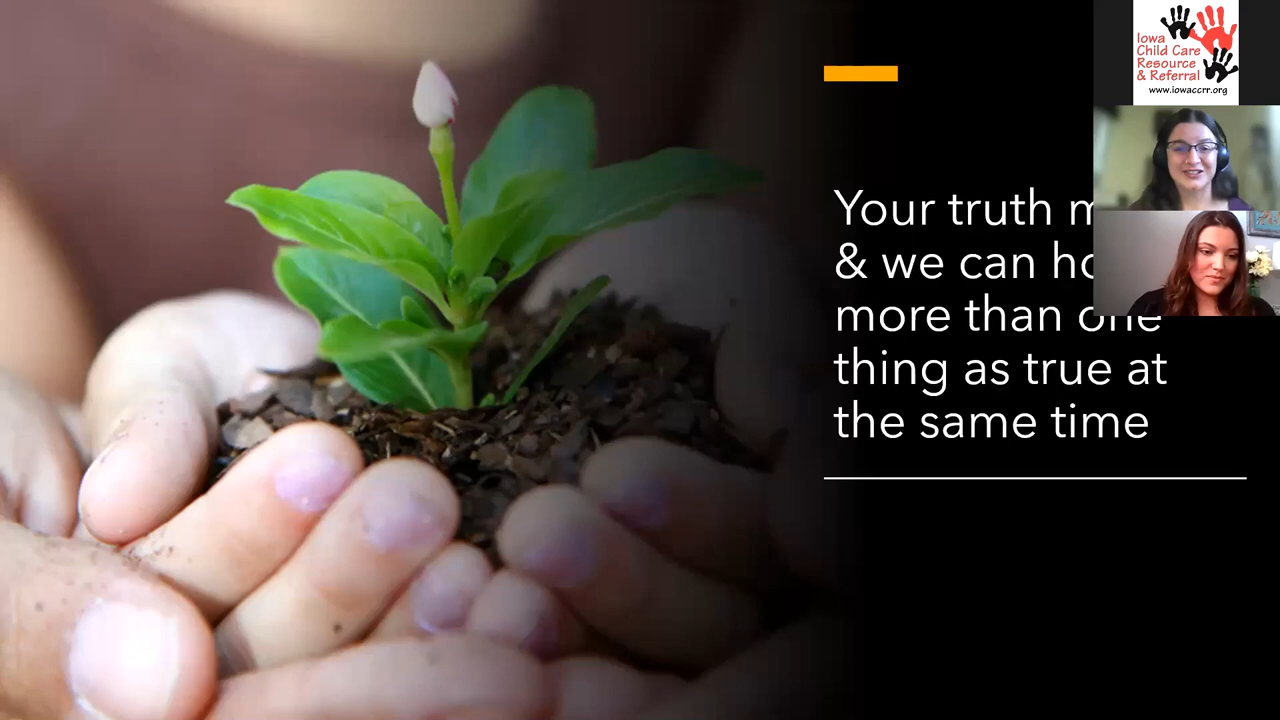 Iowa
Child Care
Resource
& Referral
www.iowaccrr.org
Your truth
& we can
more than one
thing as true at
the same time